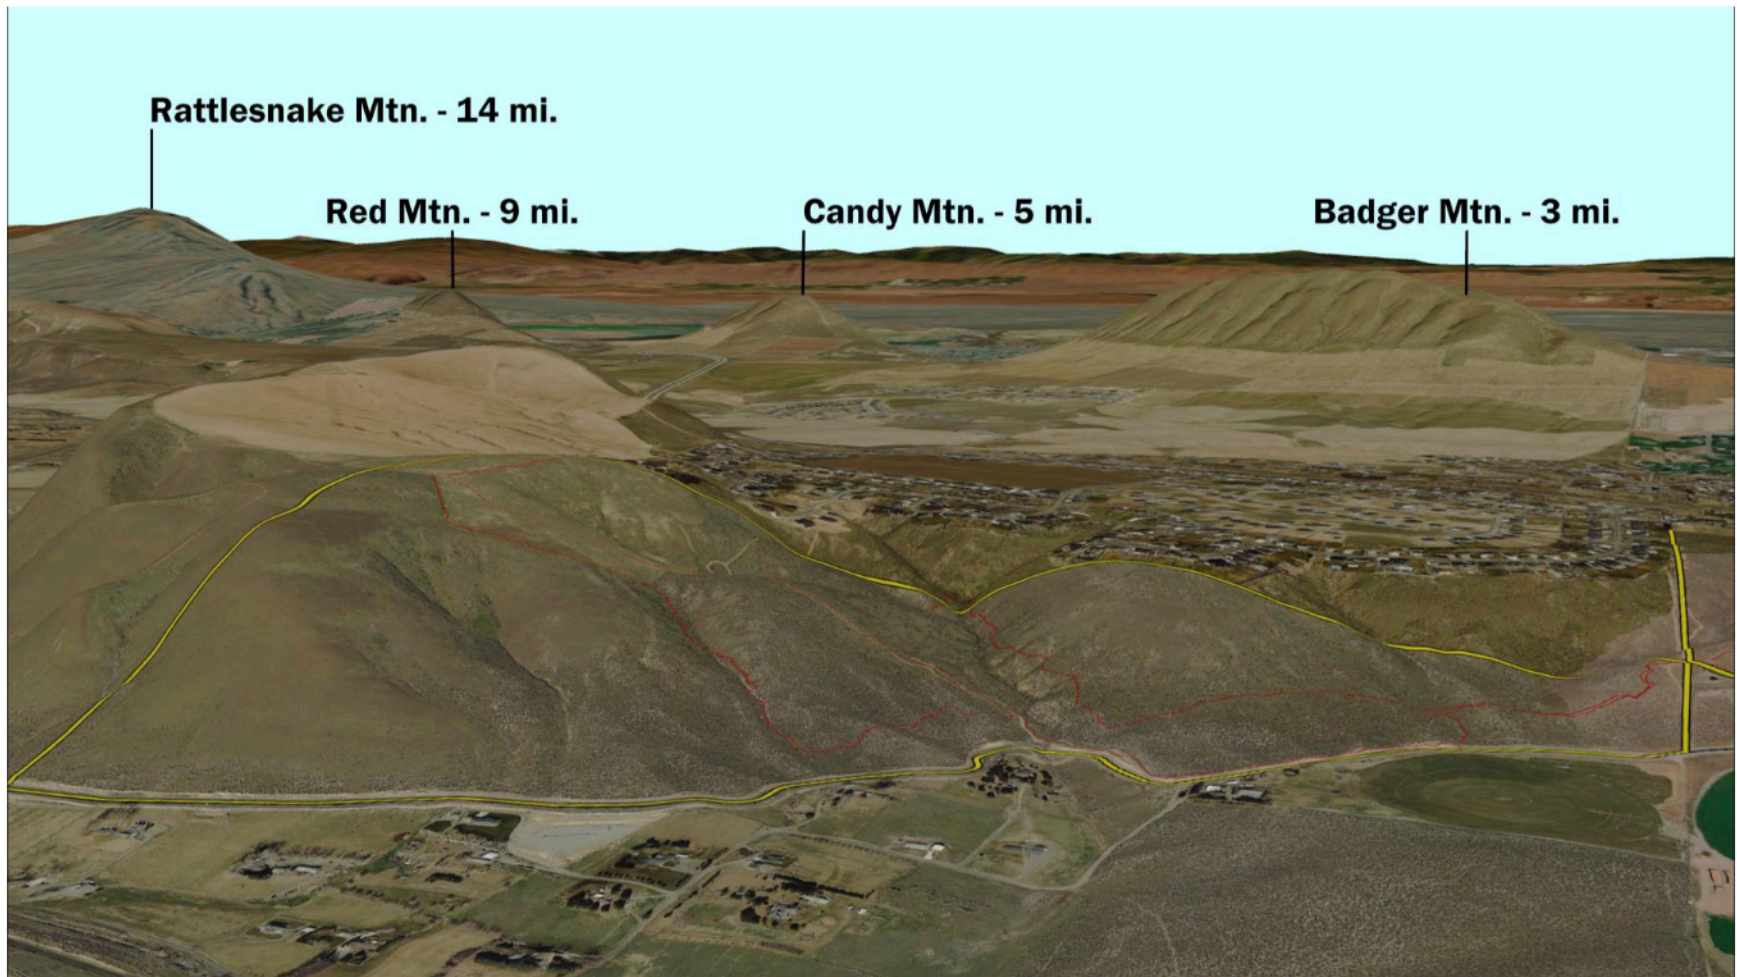 Rattlesnake Mtn. - 14 mi.
Red Mtn. - 9 mi.
Candy Mtn. - 5 mi.
Badger Mtn. - 3 mi.